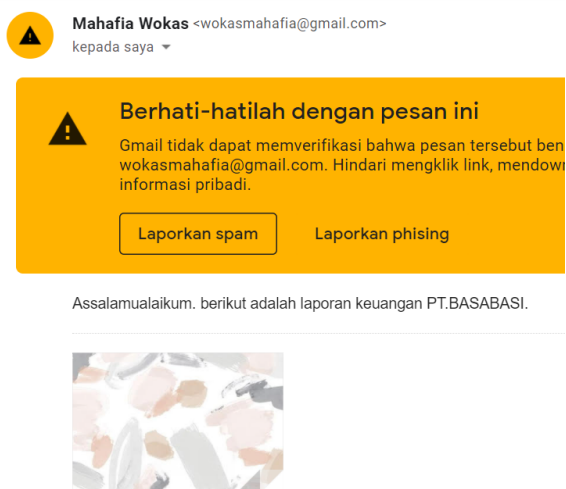 Mahafia Wokas <wokasmahafia@gmail.com>
kepada saya
Berhati-hatilah dengan pesan ini
Gmail tidak dapat memverifikasi bahwa pesan tersebut ben
wokasmahafia@gmail.com. Hindari mengklik link, mendow
informasi pribadi.
Laporkan spam
Laporkan phising
Assalamualaikum. berikut adalah laporan keuangan PT.BASABASI.